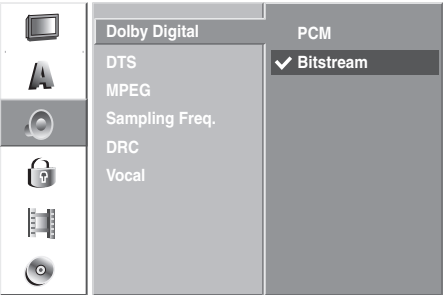 Dolby Digital
DTS
MPEG
Sampling Freq.
DRC
Vocal
PCM
Bitstream
A